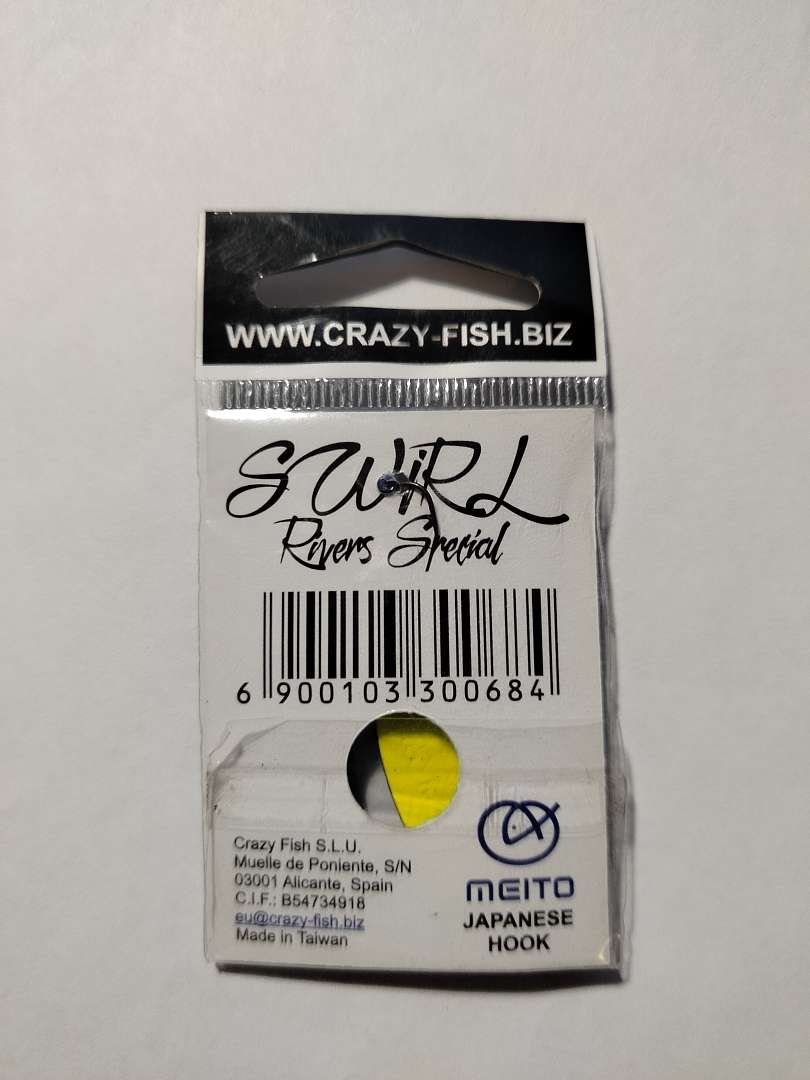 WWW.CRAZY-FISH.BIZ
SWiRL
Rivers Special
6 900103 300684
Crazy Fish S.L.U.
Muelle de Poniente, S/N
03001 Alicante, Spain
C.I.F.: B54734918
eu@crazy-fish.biz
Made in Taiwan
MEITO
JAPANESE
HOOK